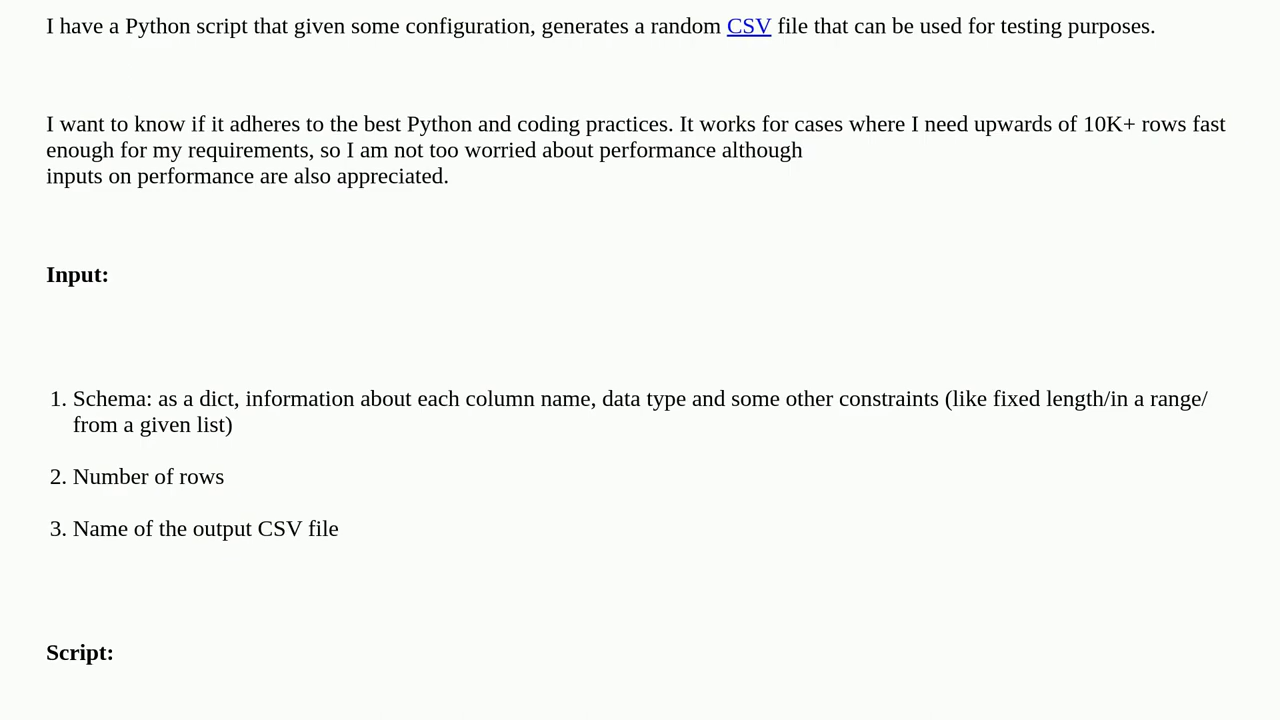 I have a Python script that given some configuration, generates a random CSV file that can be used for testing purposes.
I want to know if it adheres to the best Python and coding practices. It works for cases where I need upwards of 10K+ rows fast
enough for my requirements, so I am not too worried about performance although
inputs on performance are also appreciated.
Input:
1. Schema: as a dict, information about each column name, data type and some other constraints (like fixed length/in a range/
from a given list)
2. Number of rows
3. Name of the output CSV file
Script: